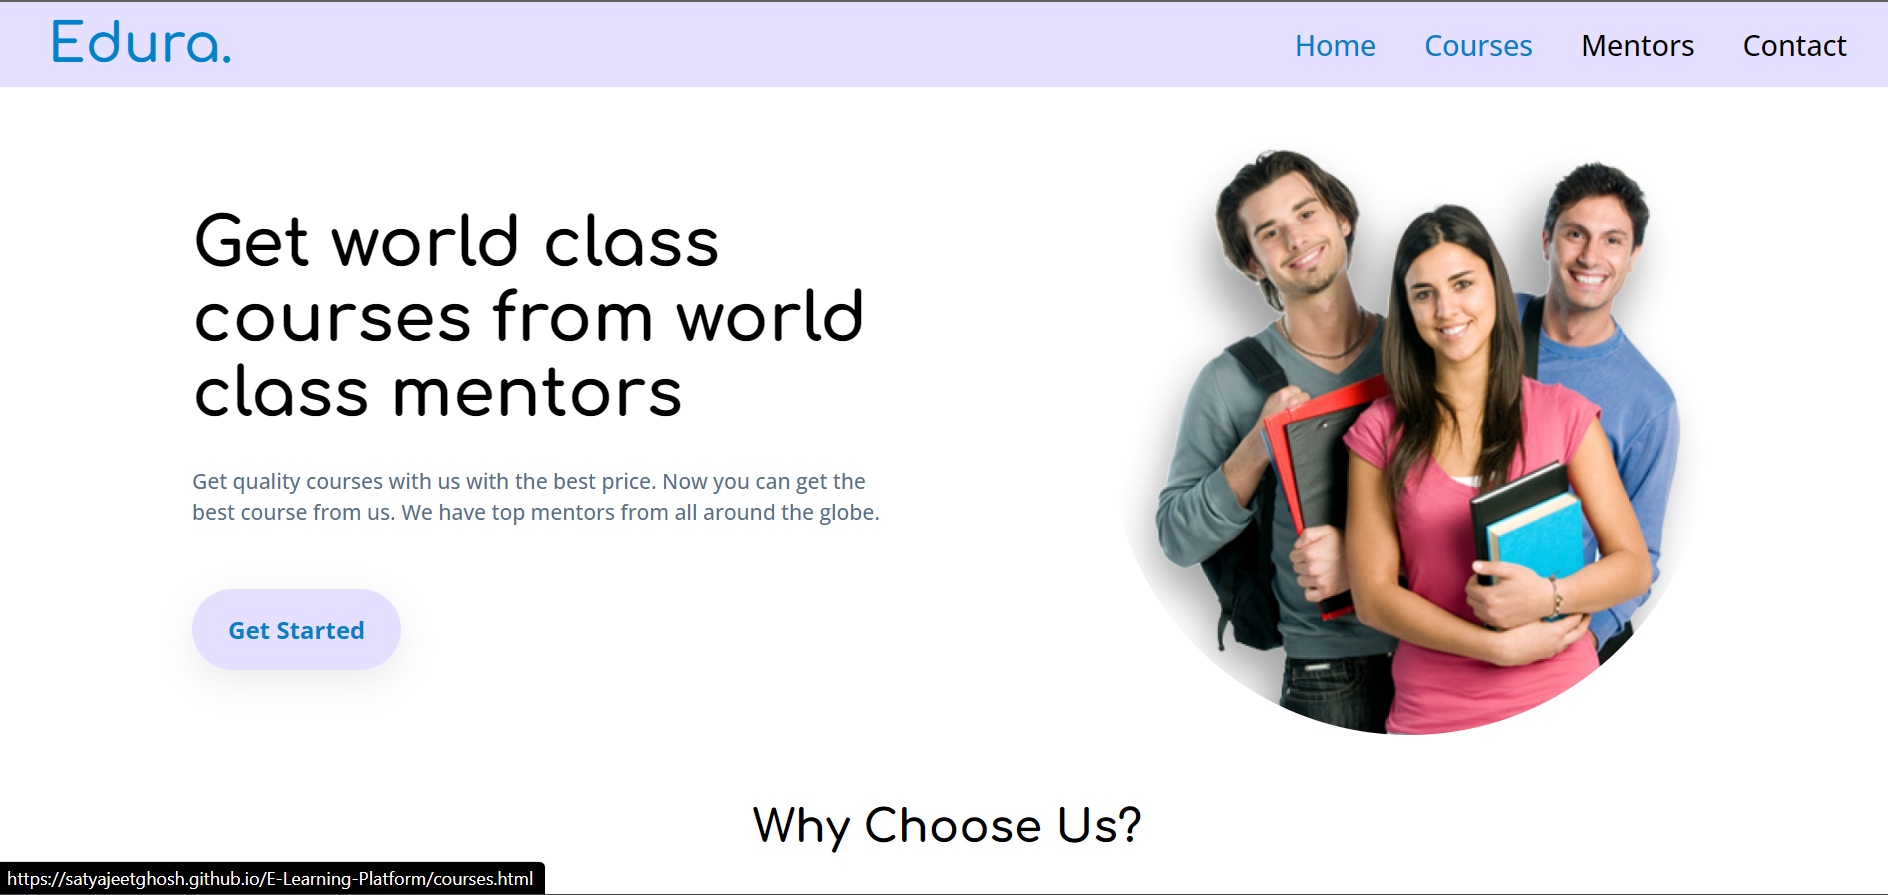 Edura.
Home Courses Mentors Contact
Get world class
courses from world
class mentors
Get quality courses with us with the best price. Now you can get the
best course from us. We have top mentors from all around the globe.
Get Started
Why Choose Us?
https://satyajeetghosh.github.io/E-Learning-Platform/courses.html